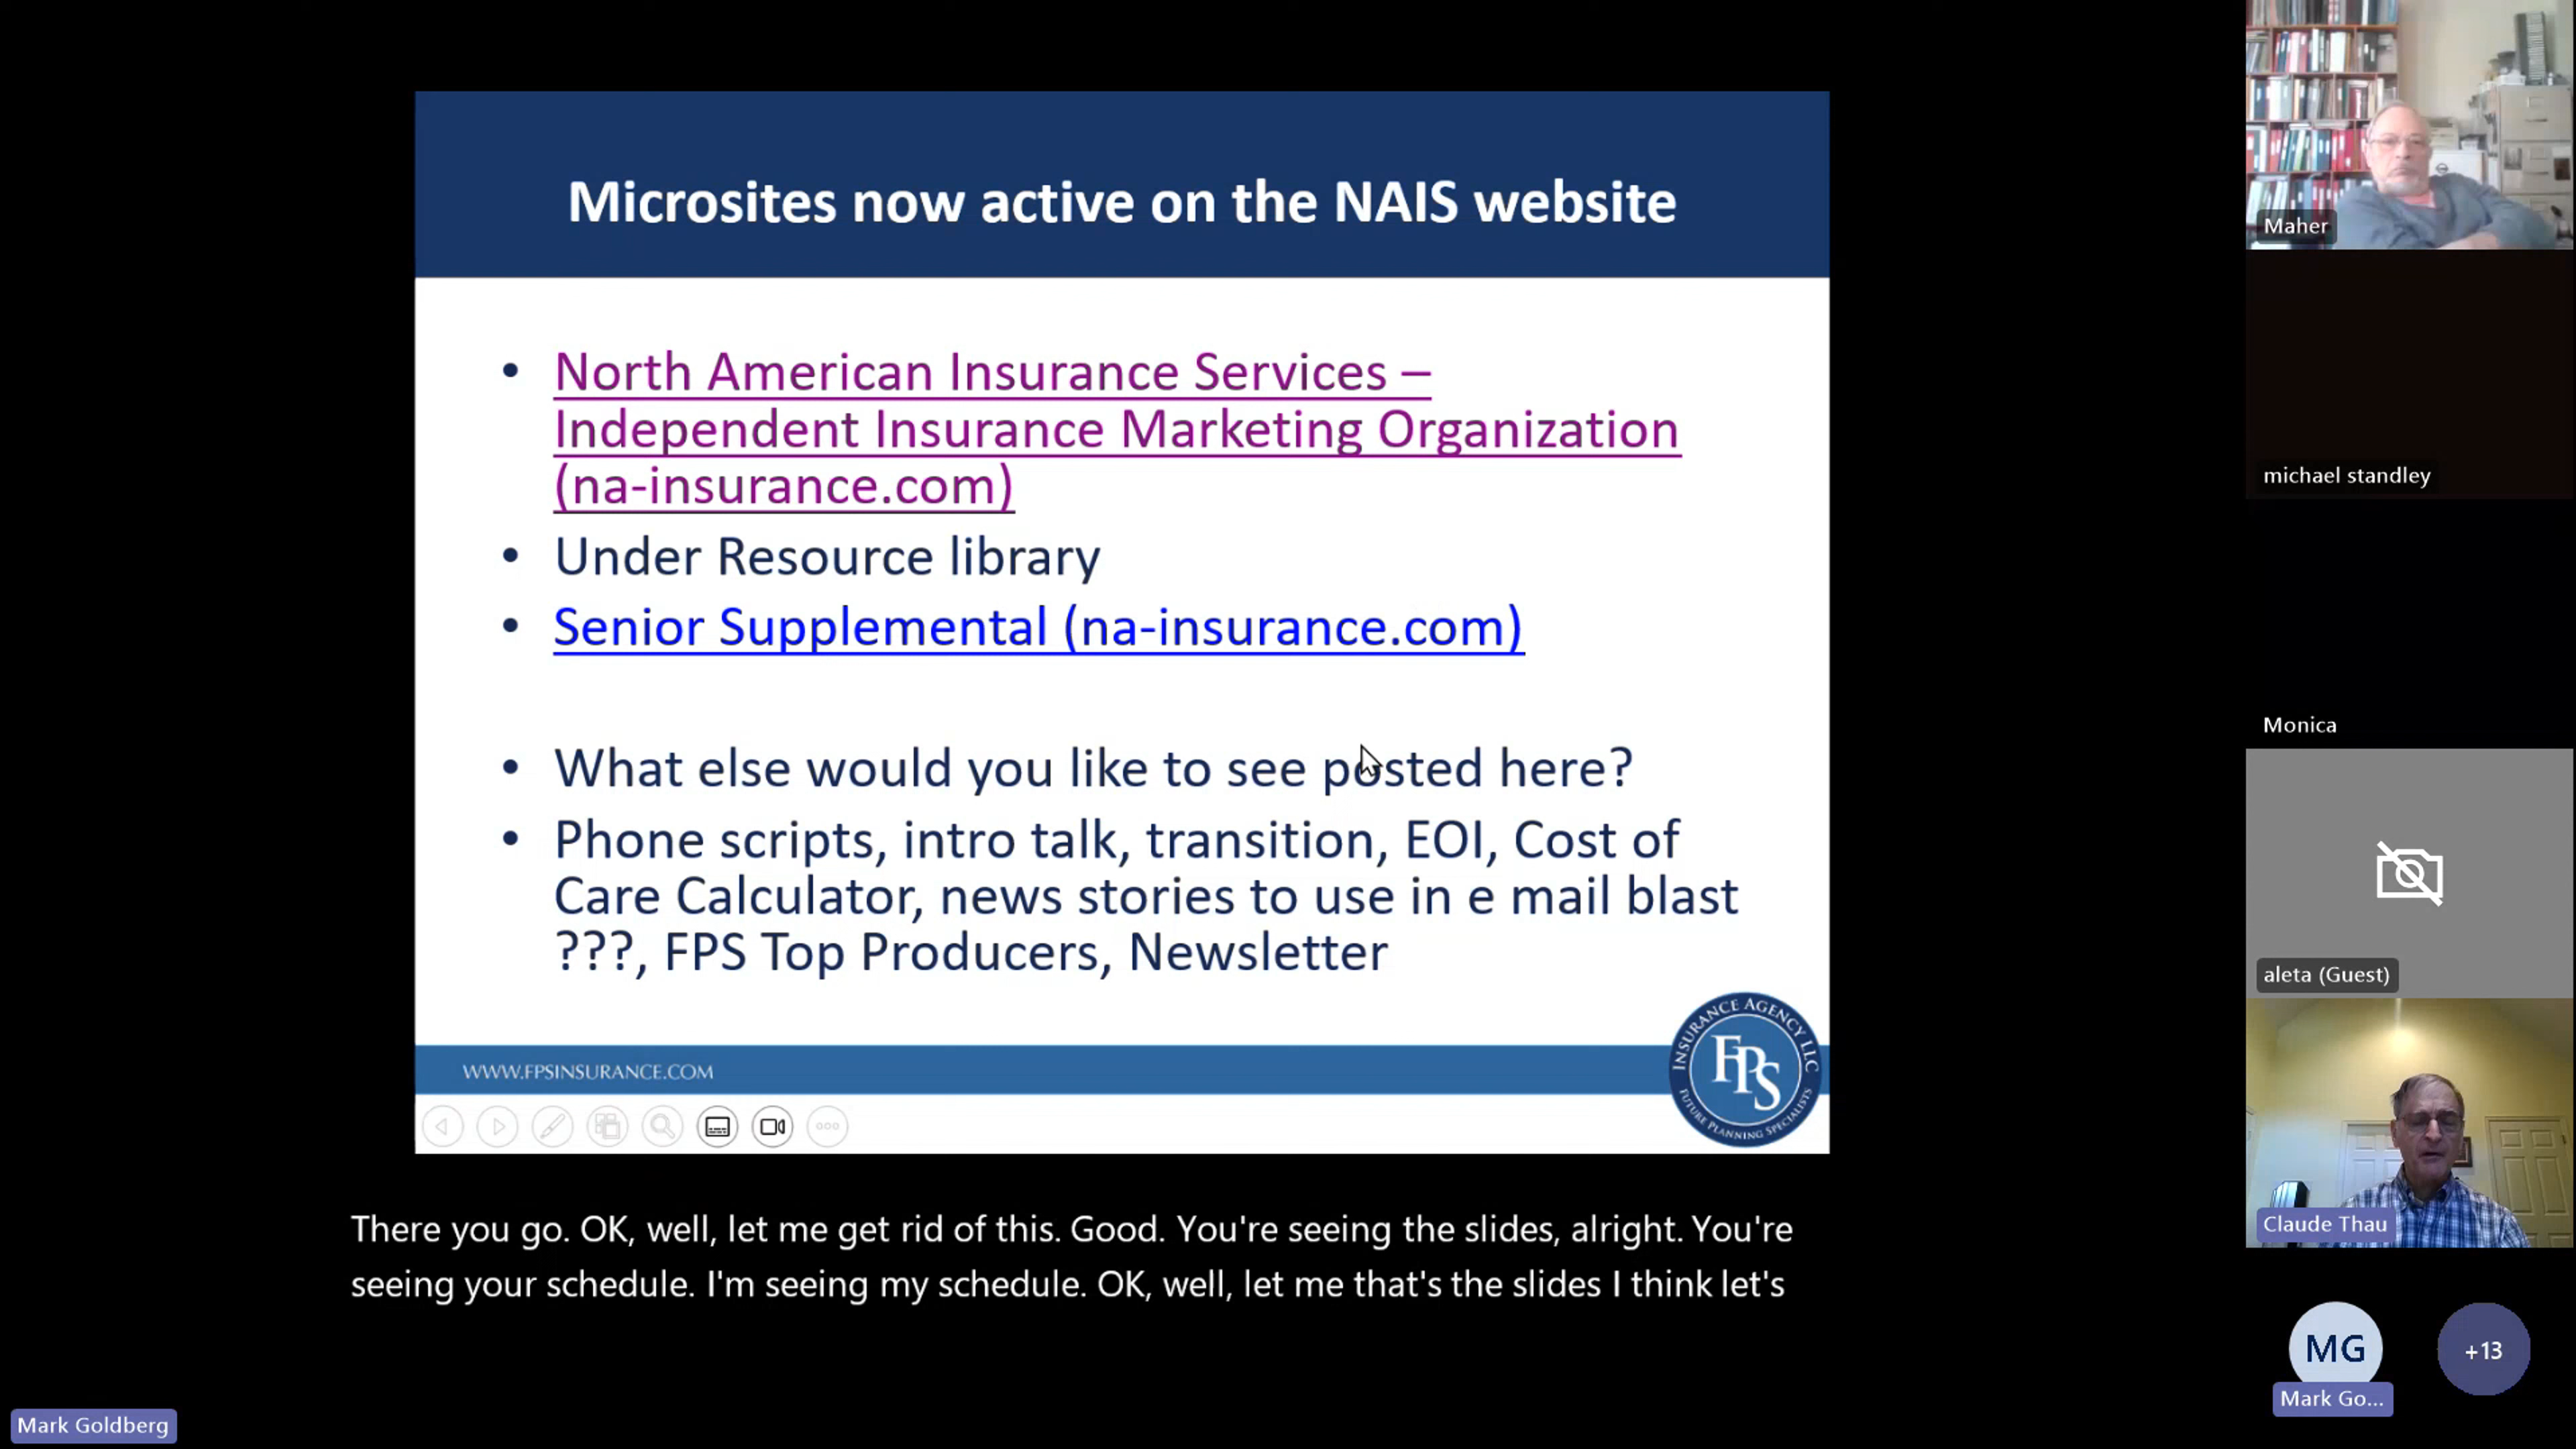 Microsites now active on the NAIS website
• North American Insurance Services –
Independent Insurance Marketing Organization
(na-insurance.com)
• Under Resource library
• Senior Supplemental (na-insurance.com)
• What else would you like to see posted here?
• Phone scripts, intro talk, transition, EOI, Cost of
Care Calculator, news stories to use in e mail blast
???, FPS Top Producers, Newsletter
WWW.FPSINSURANCE.COM
INSURANCE AGENCY LLC
FPS
FUTURE PLANNING SPECIALISTS
There you go. OK, well, let me get rid of this. Good. You're seeing the slides, alright. You're
seeing your schedule. I'm seeing my schedule. OK, well, let me that's the slides I think let's
Mark Goldberg
Maher
michael standley
Monica
aleta (Guest)
Claude Thau
MG
Mark Go...
+13